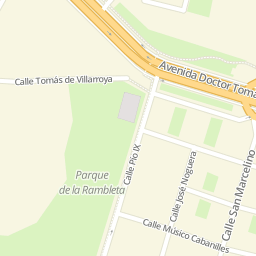 Avenida Doctor Toma
Calle Tomás de Villarroya
Calle Pío IX
Calle José Noguera
Calle San Marcelino
Parque
de la Rambleta
Calle Músico Cabanilles